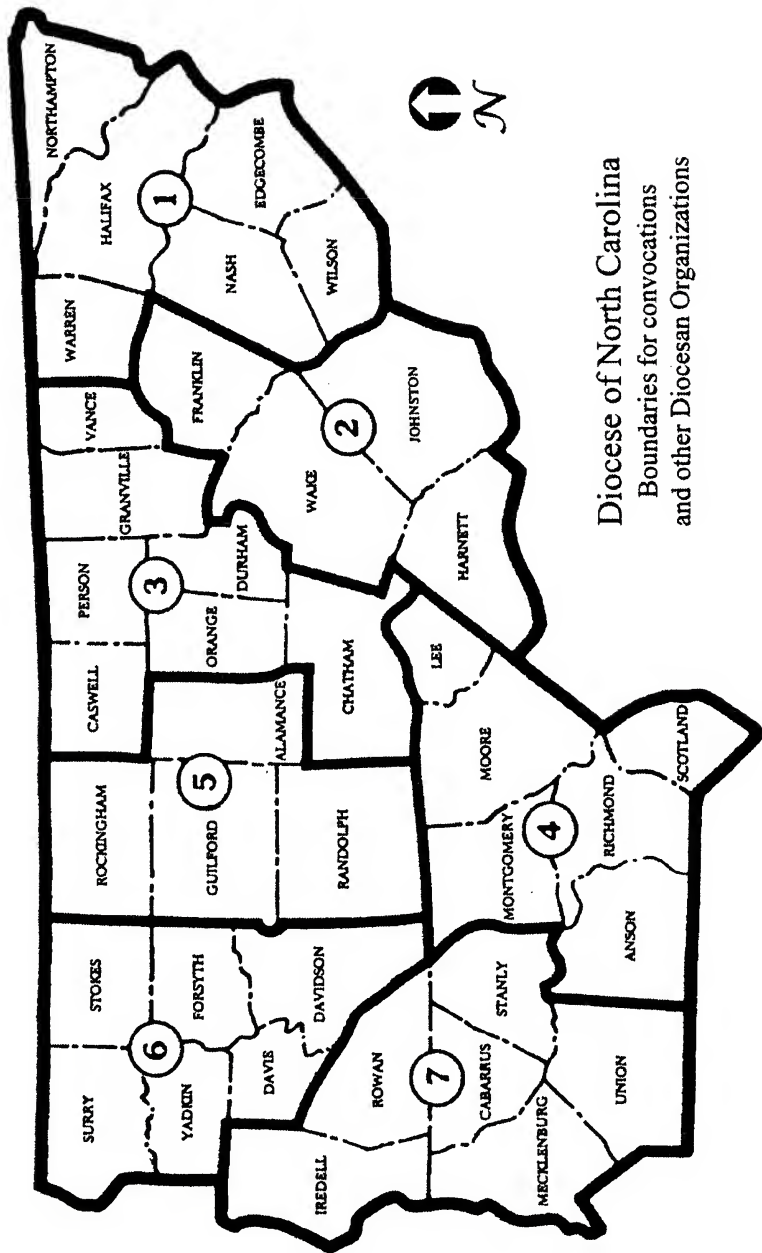 SURRY
STOKES
ROCKINGHAM
CASWELL
PERSON
GRANVILLE
VANCE
WARREN
HALIFAX
NORTHAMPTON
6
YADKIN
FORSYTH
5
GUILFORD
ALAMANCE
ORANGE
3
DURHAM
FRANKLIN
NASH
1
EDGECOMBE
DAVIE
DAVIDSON
RANDOLPH
CHATHAM
WAKE
2
WILSON
JOHNSTON
IREDELL
ROWAN
7
CABARRUS
STANLY
MONTGOMERY
4
MOORE
LEE
HARNETT
MECKLENBURG
UNION
ANSON
RICHMOND
SCOTLAND
N
Diocese of North Carolina
Boundaries for convocations
and other Diocesan Organizations